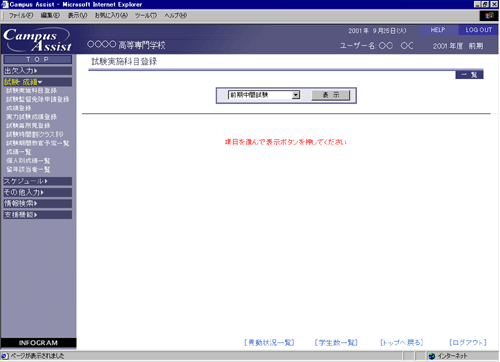 Campus Assist - Microsoft Internet Explorer
ファイル(F) 編集(E) 表示(V) お気に入り(A) ツール(T) ヘルプ(H)
Campus Assist
2001年 9月25日(火) HELP LOG OUT
〇〇〇〇 高等専門学校 ユーザー名 〇〇 〇C 2001年度 前期
TOP
試験実施科目登録
出欠入力
一覧
試験・成績
試験実施科目登録
前期中間試験 表示
試験監督免除申請登録
成績登録
実力試験成績登録
試験毎所見登録
試験時間割(クラス別)
試験期間教官予定一覧
項目を選んで表示ボタンを押してください
成績一覧
個人別成績一覧
留年該当者一覧
スケジュール
その他入力
情報検索
支援機能
INFOGRAM
[異動状況一覧] [学生数一覧] [トップへ戻る] [ログアウト]
ページが表示されました インターネット